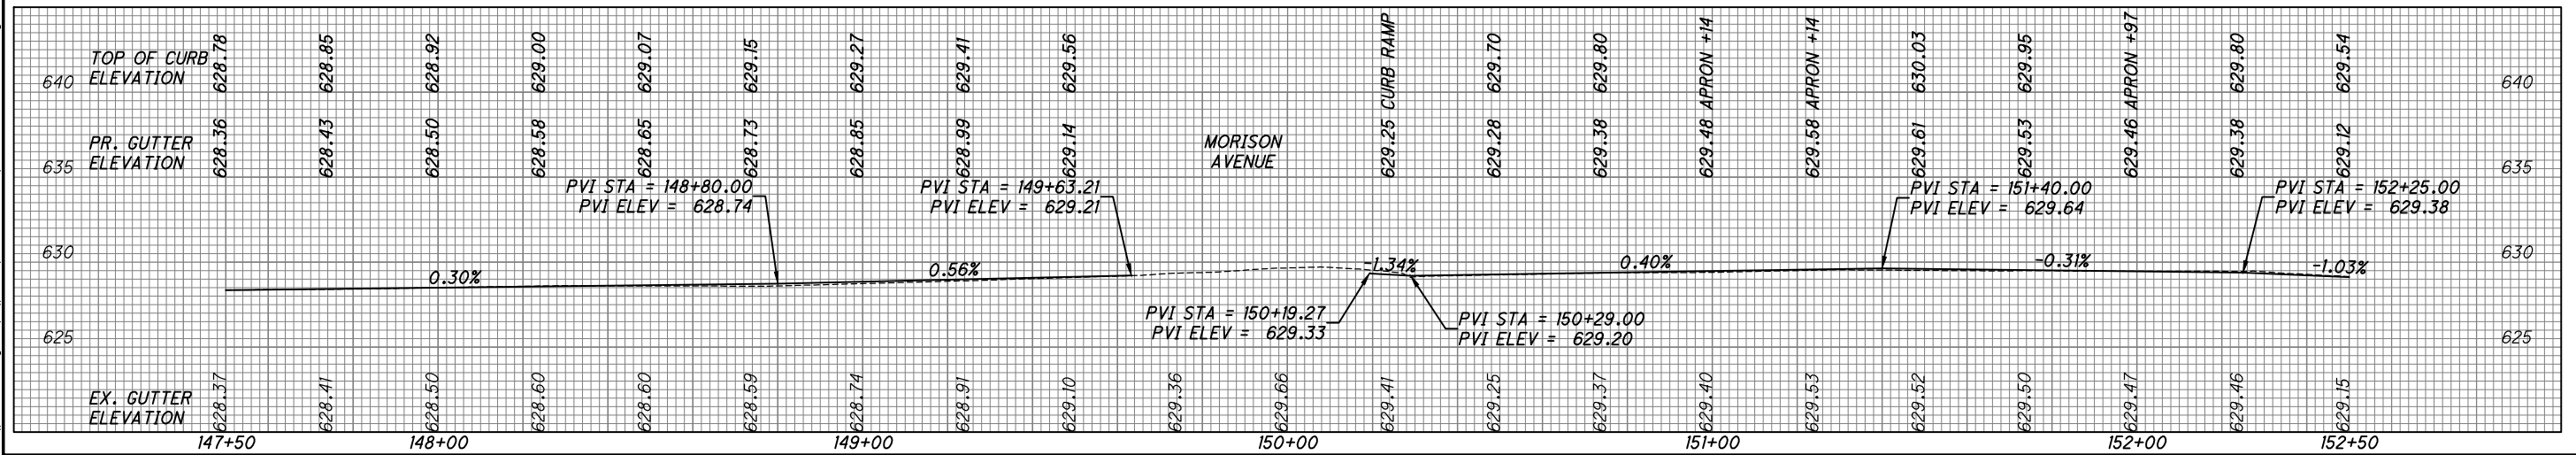 TOP OF CURB
ELEVATION
628.78 628.85 628.92 629.00 629.07 629.15 629.27 629.41 629.56 CURB RAMP 629.70 629.80 APRON +14 APRON +14 630.03 629.95 APRON +97 629.80 629.54
640 640
PR. GUTTER
ELEVATION
628.36 628.43 628.50 628.58 628.65 628.73 628.85 628.99 629.14 629.25 629.28 629.38 629.48 629.58 629.61 629.53 629.46 629.38 629.12
MORISON
AVENUE
635 635
PVI STA = 148+80.00
PVI ELEV = 628.74
PVI STA = 149+63.21
PVI ELEV = 629.21
PVI STA = 151+40.00
PVI ELEV = 629.64
PVI STA = 152+25.00
PVI ELEV = 629.38
630 630
0.30% 0.56% -1.34% 0.40% -0.31% -1.03%
PVI STA = 150+19.27
PVI ELEV = 629.33
PVI STA = 150+29.00
PVI ELEV = 629.20
625 625
EX. GUTTER
ELEVATION
628.37 628.41 628.50 628.60 628.60 628.59 628.74 628.91 629.10 629.36 629.66 629.41 629.25 629.37 629.40 629.53 629.52 629.50 629.47 629.46 629.15
147+50 148+00 149+00 150+00 151+00 152+00 152+50